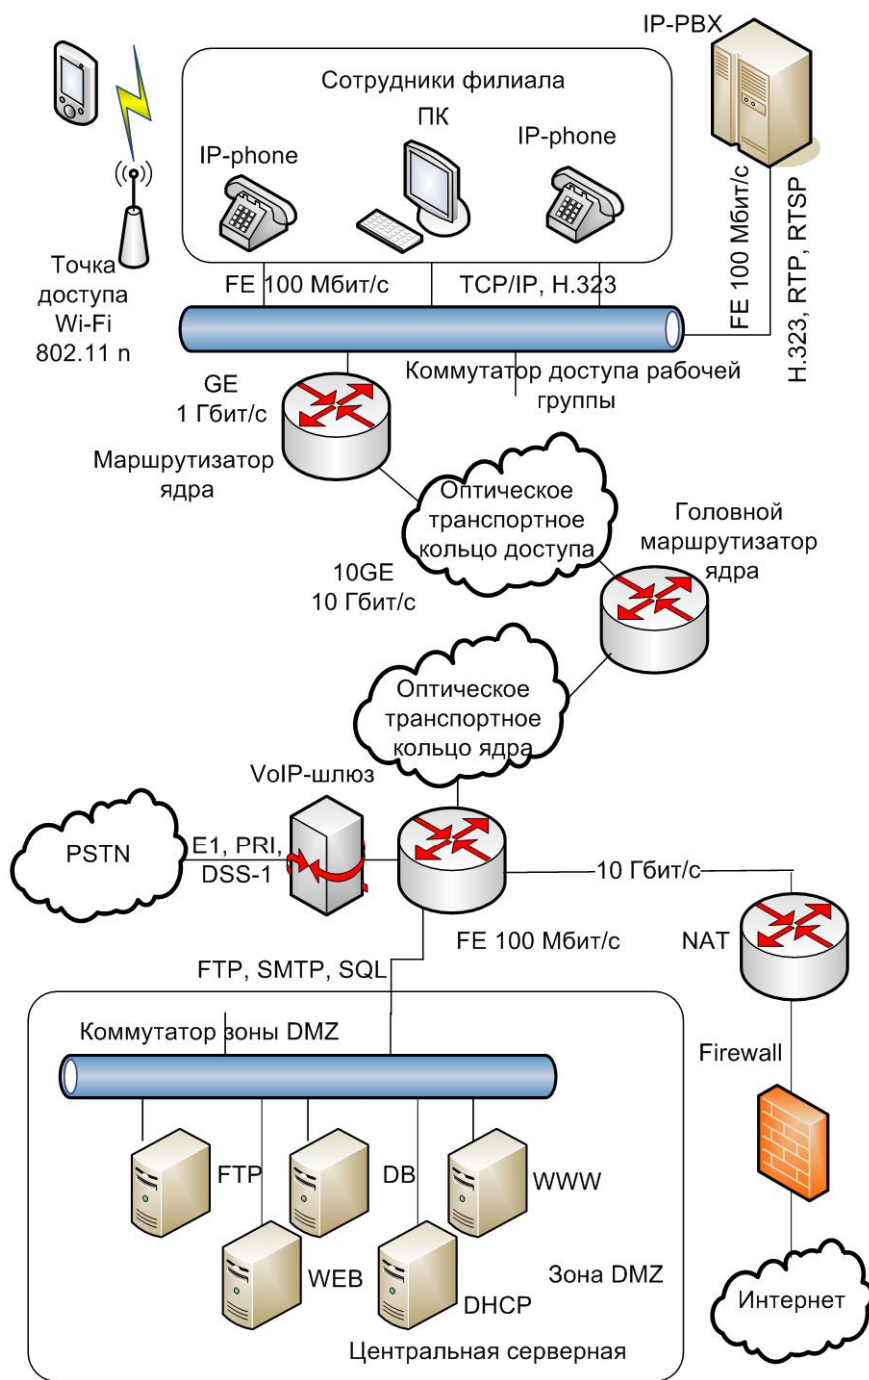 IP-PBX
Сотрудники филиала
ПК
IP-phone
IP-phone
Точка
доступа
Wi-Fi
802.11 n
FE 100 Мбит/с
TCP/IP, H.323
FE 100 Мбит/с
H.323, RTP, RTSP
Коммутатор доступа рабочей
группы
GE
1 Гбит/с
Маршрутизатор
ядра
Оптическое
транспортное
кольцо доступа
Головной
маршрутизатор
ядра
10GE
10 Гбит/с
Оптическое
транспортное
кольцо ядра
VoIP-шлюз
PSTN
E1, PRI,
DSS-1
10 Гбит/с
FE 100 Мбит/с
NAT
FTP, SMTP, SQL
Коммутатор зоны DMZ
Firewall
FTP
DB
WWW
WEB
DHCP
Зона DMZ
Центральная серверная
Интернет